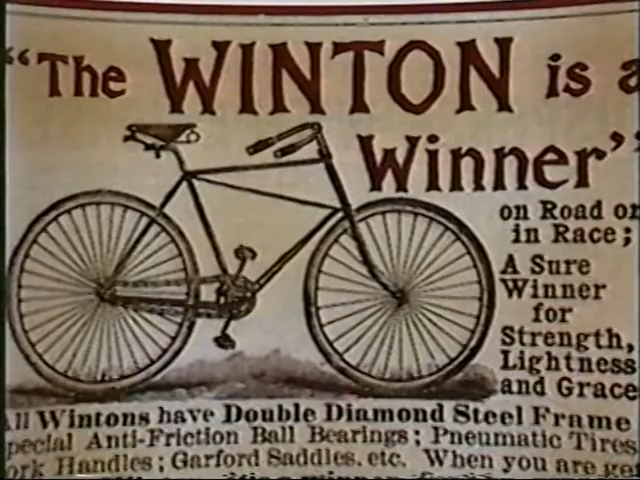 "The WINTON is a
Winner"
on Road or
in Race;
A Sure
Winner
for
Strength,
Lightness
and Grace
All Wintons have Double Diamond Steel Frame
pecial Anti-Friction Ball Bearings; Pneumatic Tires
ork Handles; Garford Saddles, etc. When you are ge